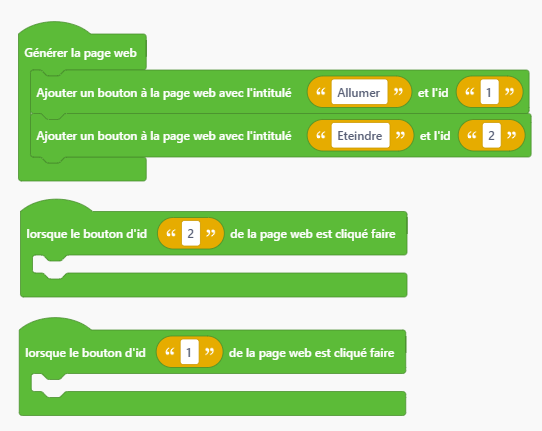 Générer la page web
Ajouter un bouton à la page web avec l'intitulé “ Allumer ” et l'id “ 1 ”
Ajouter un bouton à la page web avec l'intitulé “ Eteindre ” et l'id “ 2 ”
lorsque le bouton d'id “ 2 ” de la page web est cliqué faire
lorsque le bouton d'id “ 1 ” de la page web est cliqué faire